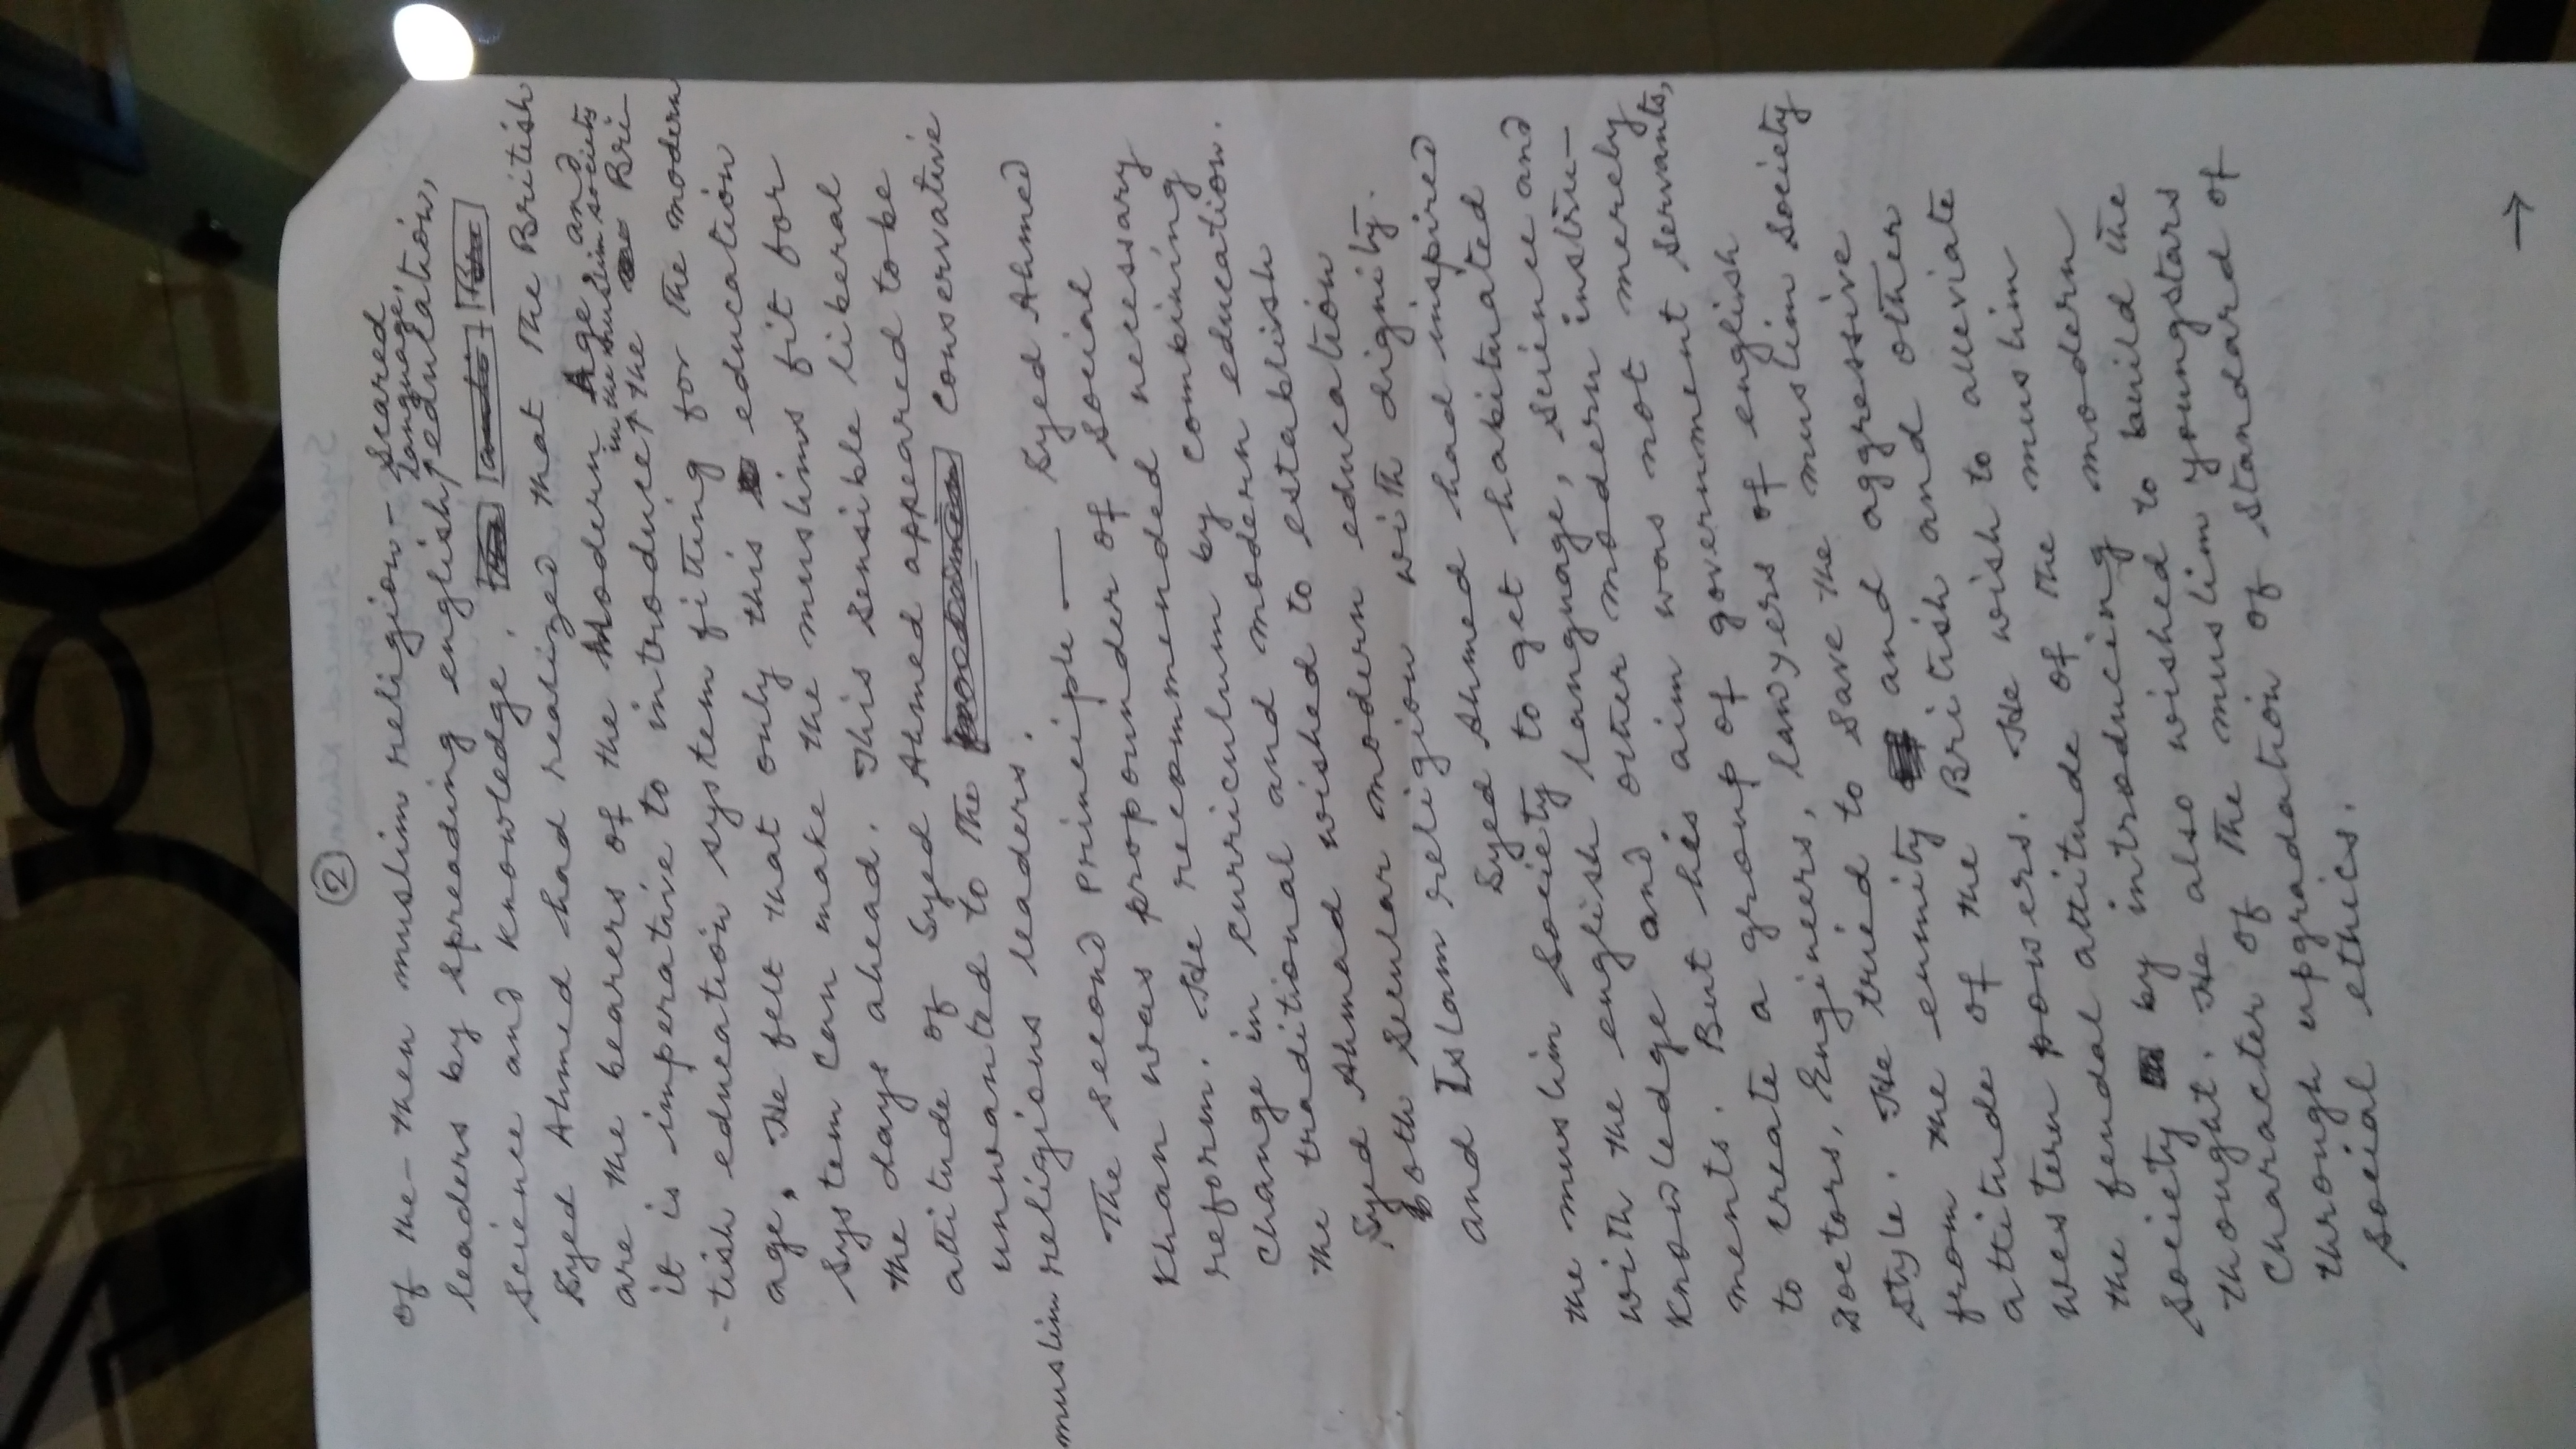 ②
of the- then muslim religion- Scared
leaders by spreading english, language, edulation,
science and knowledge.
Syed Ahmed had realized that the British
are the bearers of the Modern Age and
it is imperative to introduce in the muslim society the Bri
-tish education system fiting for the modern
age. He felt that only this education
system can make the muslims fit for
the days ahead. This sensible liberal
attitude of Syed Ahmed appeared to be
unwanted to the conservative
muslim religious leaders.
The second Principle — Syed Ahmed
Khan was propounder of social
reform. He recommended necessary
change in curriculum by combining
the traditional and modern education.
Syed Ahmad wished to establish
both secular modern education
and Islam religion with dignity.
Syed Ahmed had inspired
the muslim society to get habituated
with the english language, science and
knowledge and other modern instru-
ments. But his aim was not merely
to create a group of government servants,
Doctors, Engineers, lawyers of english
style. He tried to save the muslim society
from the enmity and aggressive
attitude of the British and other
western powers. He wish to alleviate
the feudal attitude of the muslim
society by introducing modern
thought. He also wished to build the
character of the muslim youngstars
through upgradation of standard of
social ethics.
→